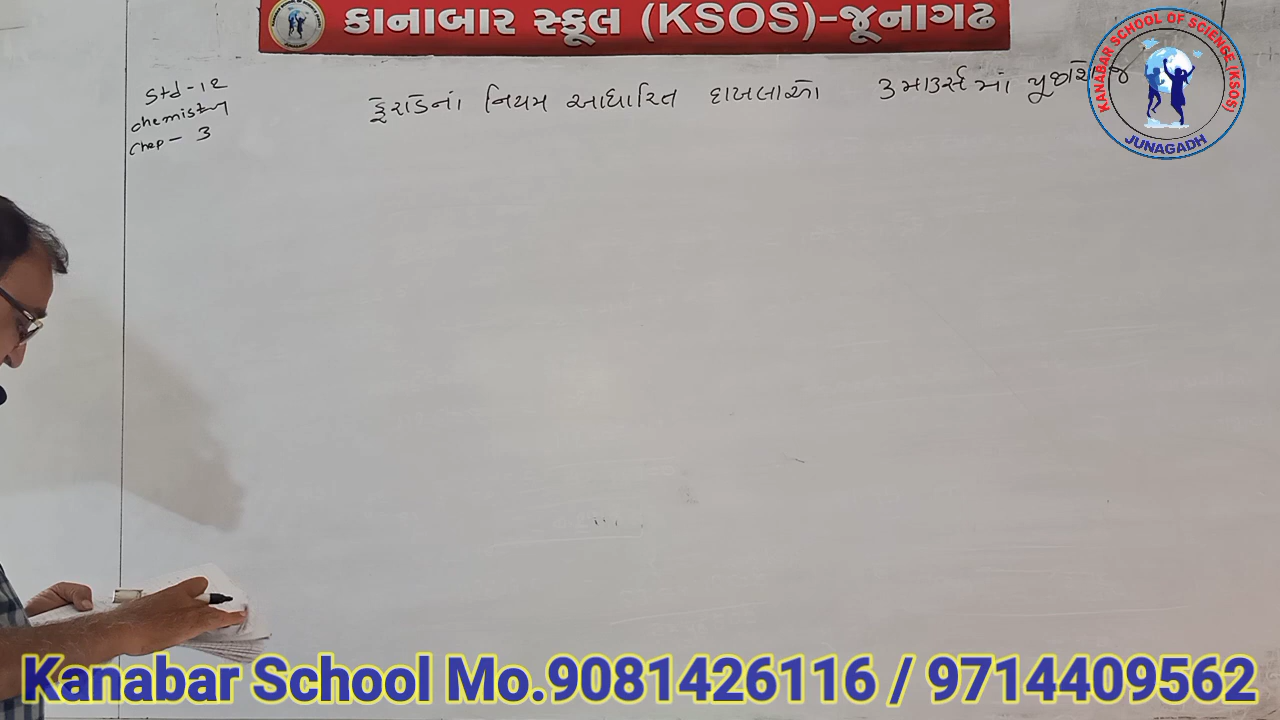 કાનાબાર સ્કૂલ (KSOS)-જૂનાગઢ
Std-12
chemistry
Chap- 3
ફેરાડેનાં નિયમ આધારિત દાખલાઓ 3 માર્ક્સ માં પૂછાશે જ
KANABAR SCHOOL OF SCIENCE (KSOS)
JUNAGADH
Kanabar School Mo.9081426116 / 9714409562